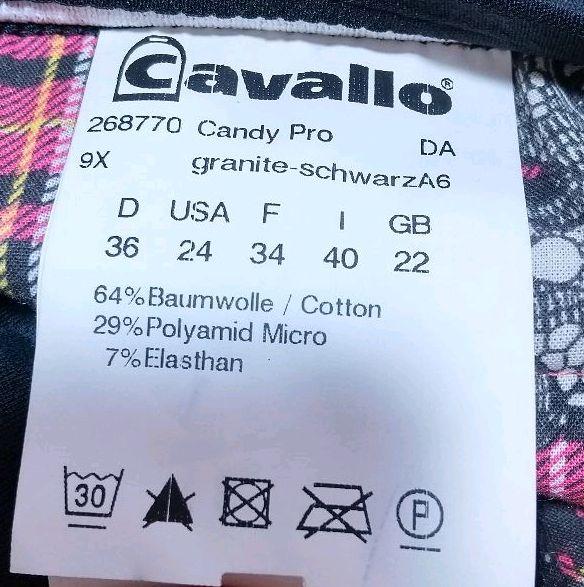 Cavallo®
268770 Candy Pro DA
9X granite-schwarzA6
D USA F I GB
36 24 34 40 22
64%Baumwolle / Cotton
29%Polyamid Micro
7%Elasthan
30 P